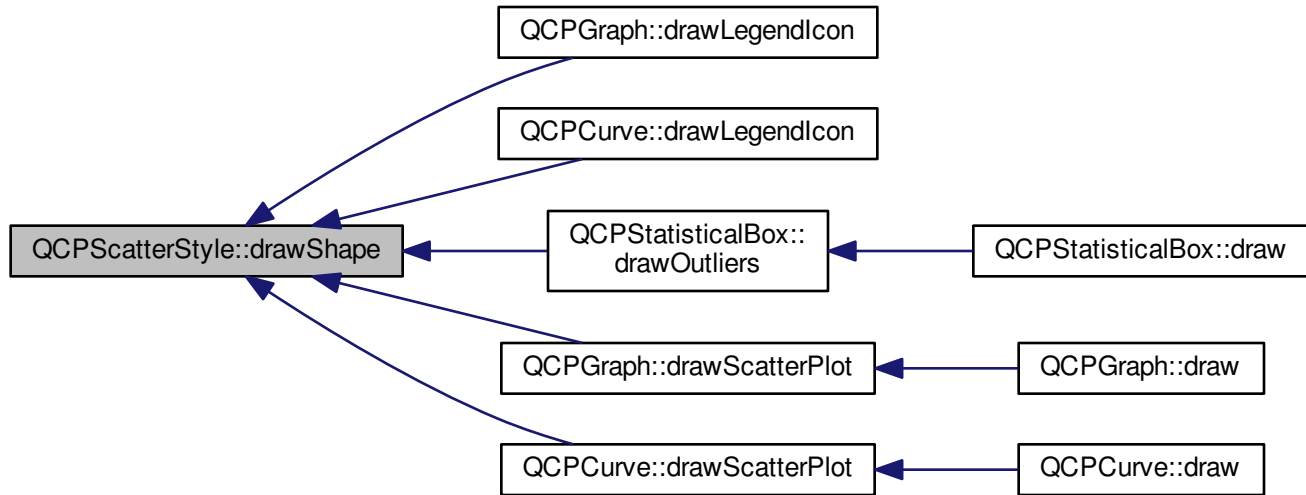 QCPGraph::drawLegendIcon
QCPCurve::drawLegendIcon
QCPScatterStyle::drawShape
QCPStatisticalBox::
drawOutliers
QCPStatisticalBox::draw
QCPGraph::drawScatterPlot
QCPGraph::draw
QCPCurve::drawScatterPlot
QCPCurve::draw